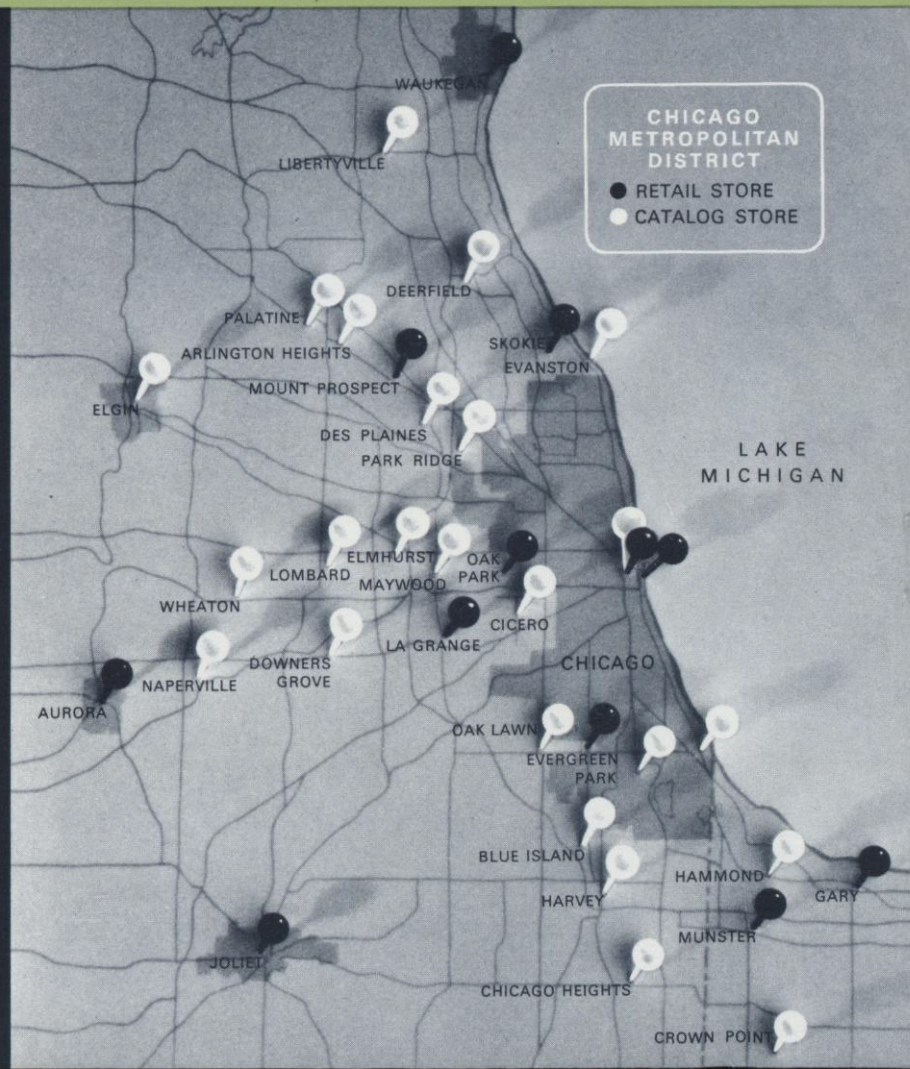 WAUKEGAN
CHICAGO
METROPOLITAN
DISTRICT
RETAIL STORE
CATALOG STORE
LIBERTYVILLE
DEERFIELD
PALATINE
ARLINGTON HEIGHTS
SKOKIE
EVANSTON
MOUNT PROSPECT
ELGIN
DES PLAINES
PARK RIDGE
LAKE
MICHIGAN
ELMHURST
OAK
PARK
LOMBARD
MAYWOOD
WHEATON
CICERO
LA GRANGE
CHICAGO
DOWNERS
GROVE
NAPERVILLE
AURORA
OAK LAWN
EVERGREEN
PARK
BLUE ISLAND
HAMMOND
GARY
HARVEY
MUNSTER
JOLIET
CHICAGO HEIGHTS
CROWN POINT